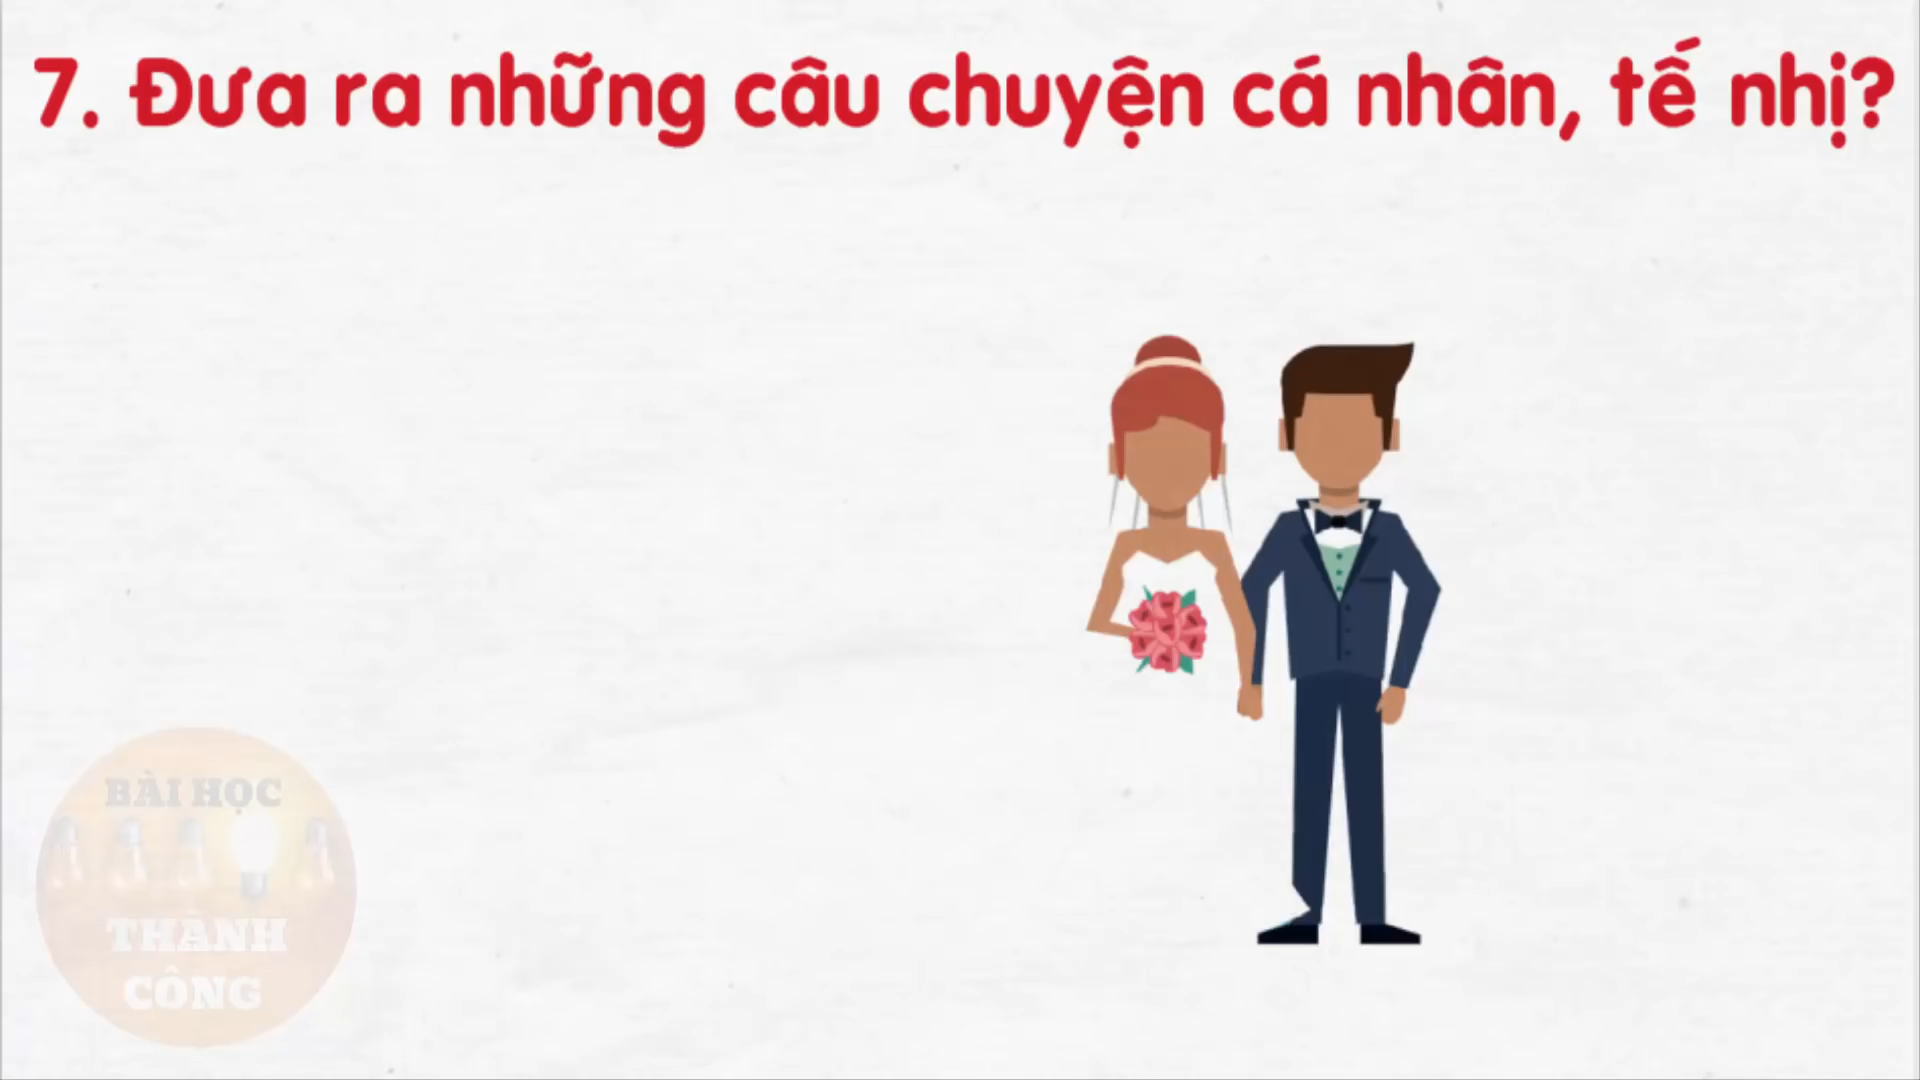 7. Đưa ra những câu chuyện cá nhân, tế nhị?
BÀI HỌC
THÀNH
CÔNG